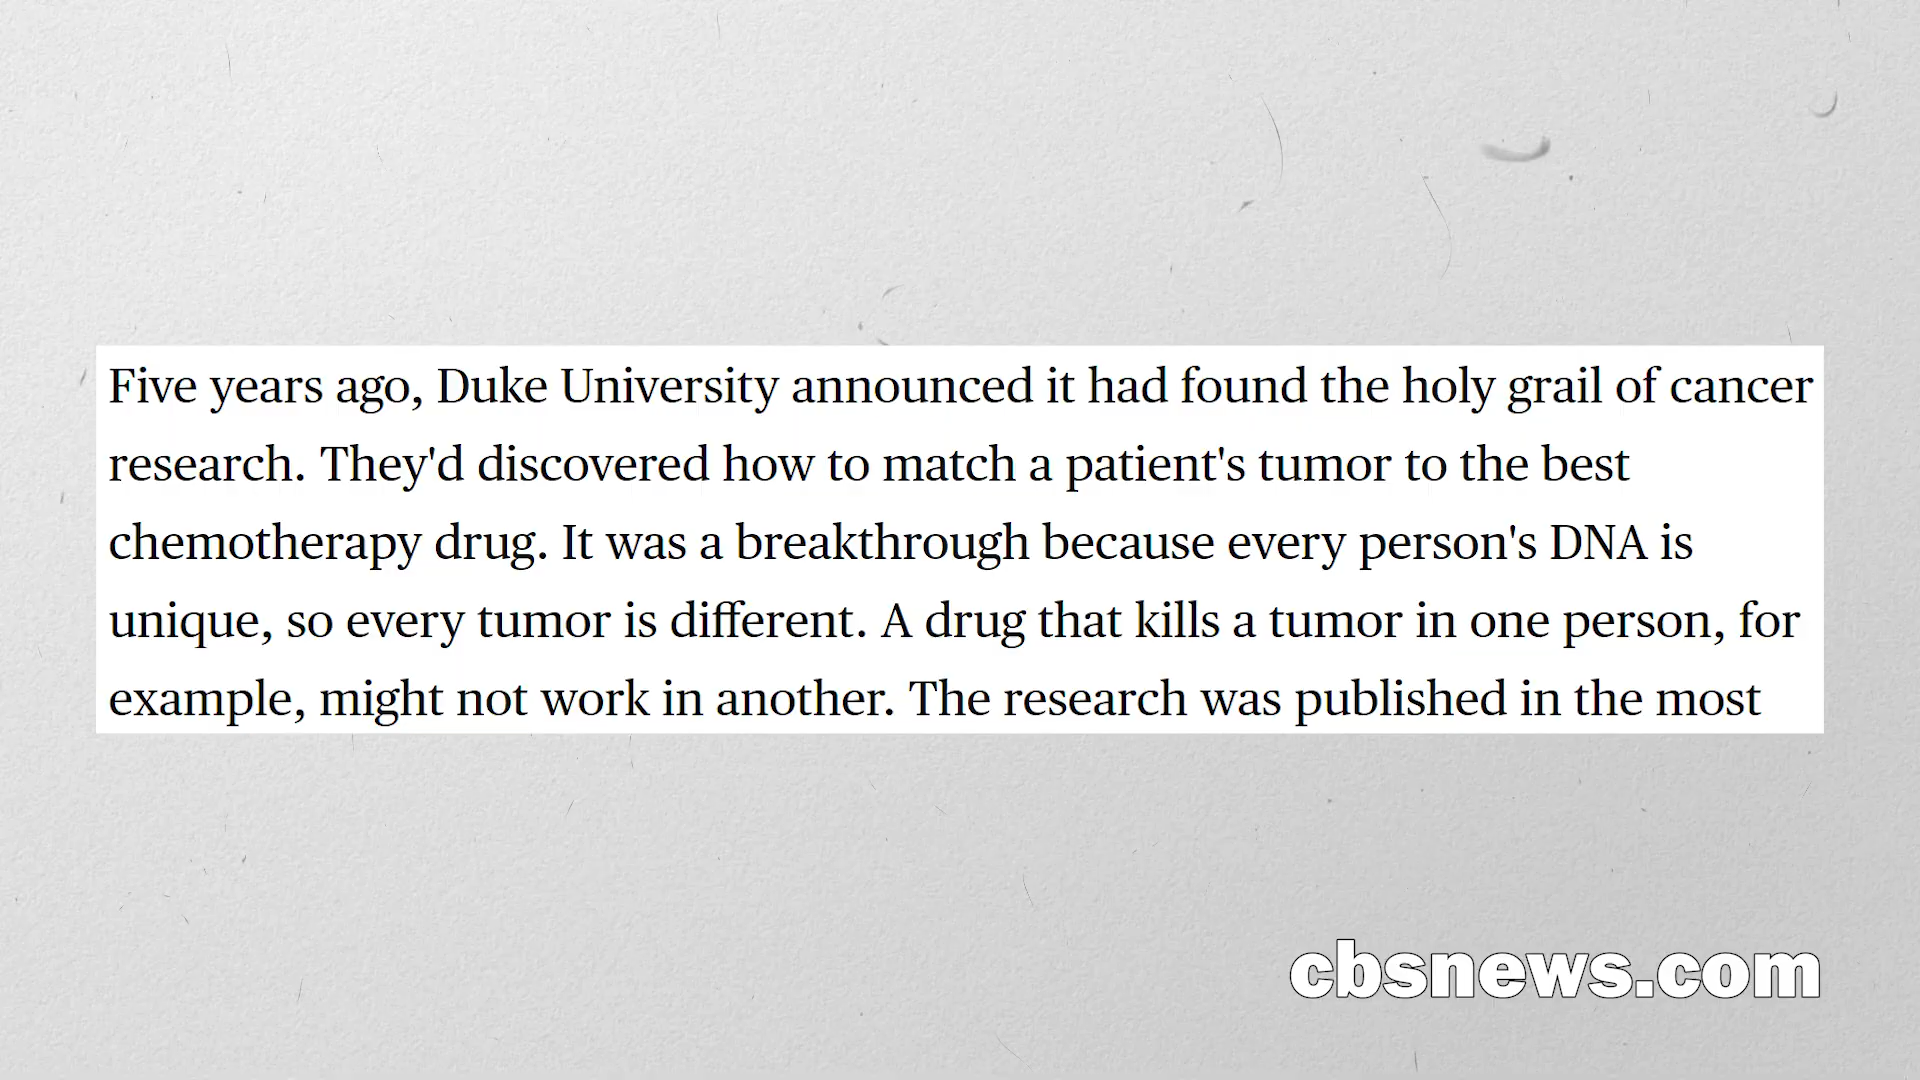 Five years ago, Duke University announced it had found the holy grail of cancer
research. They'd discovered how to match a patient's tumor to the best
chemotherapy drug. It was a breakthrough because every person's DNA is
unique, so every tumor is different. A drug that kills a tumor in one person, for
example, might not work in another. The research was published in the most
cbsnews.com